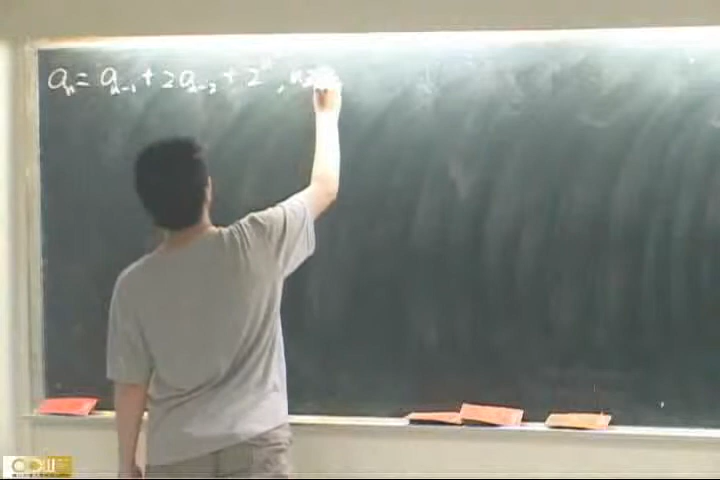 aₙ = aₙ₋₁ + 2aₙ₋₂ + 2ⁿ, n≥